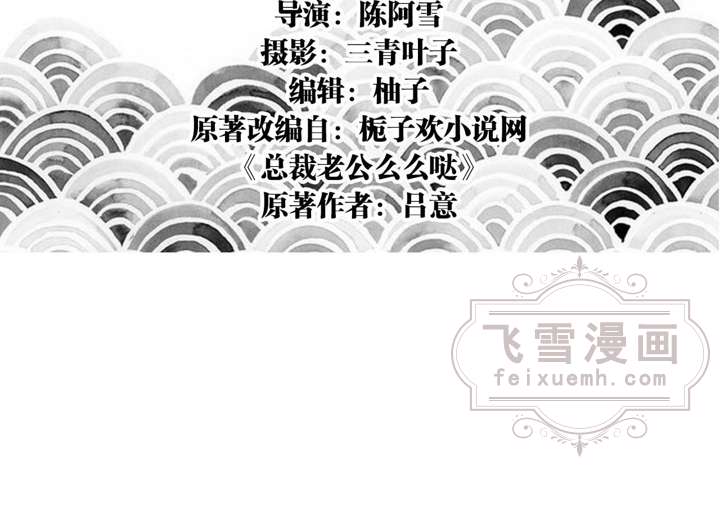 导演：陈阿雪
摄影：三青叶子
编辑：柚子
原著改编自：栀子欢小说网
《总裁老公么么哒》
原著作者：吕意
飞雪漫画
feixuemh.com